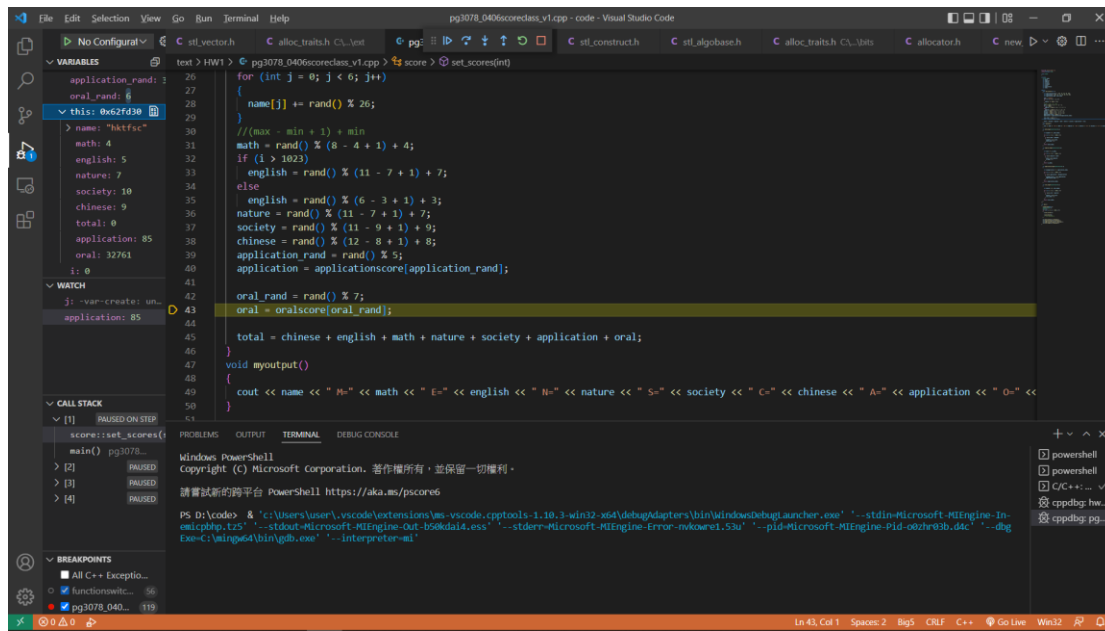 File Edit Selection View Go Run Terminal Help pg3078_0406scoreclass_v1.cpp - code - Visual Studio Code
No Configurat
stl_vector.h alloc_traits.h C:\...\ext pg3 stl_construct.h stl_algobase.h alloc_traits.h C:\...\bits allocator.h new_
text > HW1 > pg3078_0406scoreclass_v1.cpp > score > set_scores(int)
VARIABLES
application_rand: 3
oral_rand: 6
this: 0x62fd30
name: "hktfsc"
math: 4
english: 5
nature: 7
society: 10
chinese: 9
total: 0
application: 85
oral: 32761
i: 0
WATCH
j: -var-create: un…
application: 85
CALL STACK
[1] PAUSED ON STEP
score::set_scores(
main() pg3078…
[2] PAUSED
[3] PAUSED
[4] PAUSED
BREAKPOINTS
All C++ Exceptio…
functionswitc… 56
pg3078_040… 119
26 for (int j = 0; j < 6; j++)
27 {
28 name[j] += rand() % 26;
29 }
30 //(max - min + 1) + min
31 math = rand() % (8 - 4 + 1) + 4;
32 if (i > 1023)
33 english = rand() % (11 - 7 + 1) + 7;
34 else
35 english = rand() % (6 - 3 + 1) + 3;
36 nature = rand() % (11 - 7 + 1) + 7;
37 society = rand() % (11 - 9 + 1) + 9;
38 chinese = rand() % (12 - 8 + 1) + 8;
39 application_rand = rand() % 5;
40 application = applicationscore[application_rand];
41
42 oral_rand = rand() % 7;
43 oral = oralscore[oral_rand];
44
45 total = chinese + english + math + nature + society + application + oral;
46 }
47 void myoutput()
48 {
49 cout << name << " M=" << math << " E=" << english << " N=" << nature << " S=" << society << " C=" << chinese << " A=" << application << " O=" <<
50 }
51
PROBLEMS OUTPUT TERMINAL DEBUG CONSOLE
Windows PowerShell
Copyright (C) Microsoft Corporation. 著作權所有，並保留一切權利。
請嘗試新的跨平台 PowerShell https://aka.ms/pscore6
PS D:\code> & 'c:\Users\user\.vscode\extensions\ms-vscode.cpptools-1.10.3-win32-x64\debugAdapters\bin\WindowsDebugLauncher.exe' '--stdin=Microsoft-MIEngine-In-
emicpbhp.tz5' '--stdout=Microsoft-MIEngine-Out-b50kdai4.ess' '--stderr=Microsoft-MIEngine-Error-nvkowre1.53u' '--pid=Microsoft-MIEngine-Pid-o0zhr03b.d4c' '--dbg
Exe=C:\mingw64\bin\gdb.exe' '--interpreter=mi'
powershell
powershell
C/C++: …
cppdbg: hw…
cppdbg: pg…
0 0 Ln 43, Col 1 Spaces: 2 Big5 CRLF C++ Go Live Win32